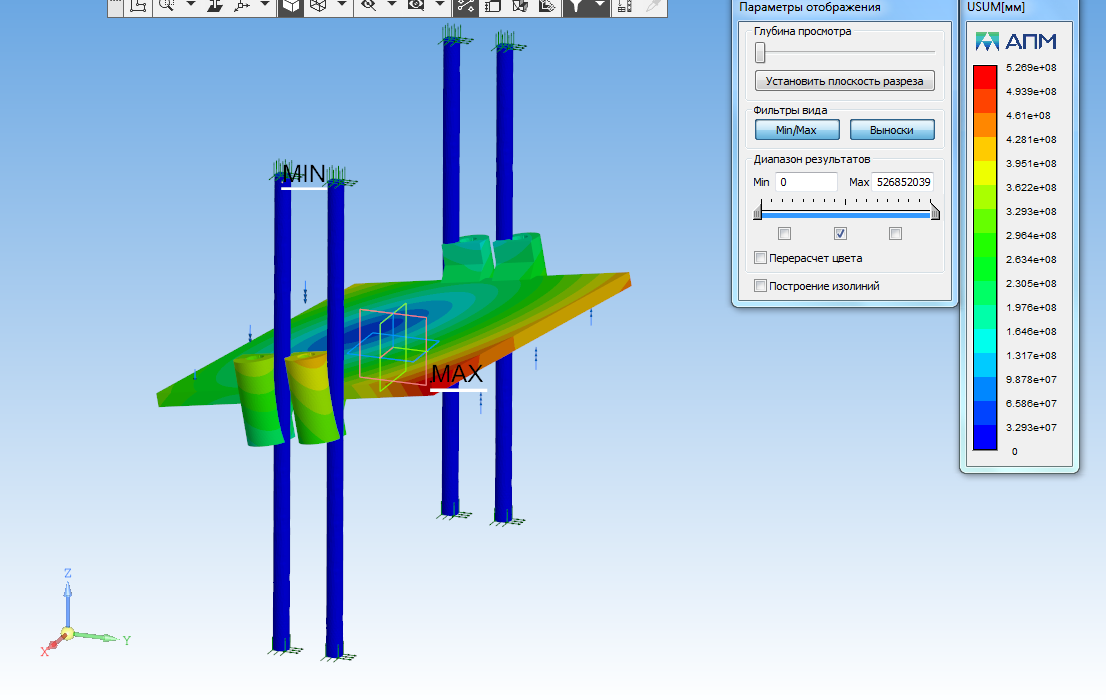 Параметры отображения
Глубина просмотра
Установить плоскость разреза
Фильтры вида
Min/Max
Выноски
Диапазон результатов
Min 0 Max 526852039
Перерасчет цвета
Построение изолиний
USUM[мм]
АПМ
5.269e+08
4.939e+08
4.61e+08
4.281e+08
3.951e+08
3.622e+08
3.293e+08
2.964e+08
2.634e+08
2.305e+08
1.976e+08
1.646e+08
1.317e+08
9.878e+07
6.586e+07
3.293e+07
0
MIN
MAX
Z
Y
X